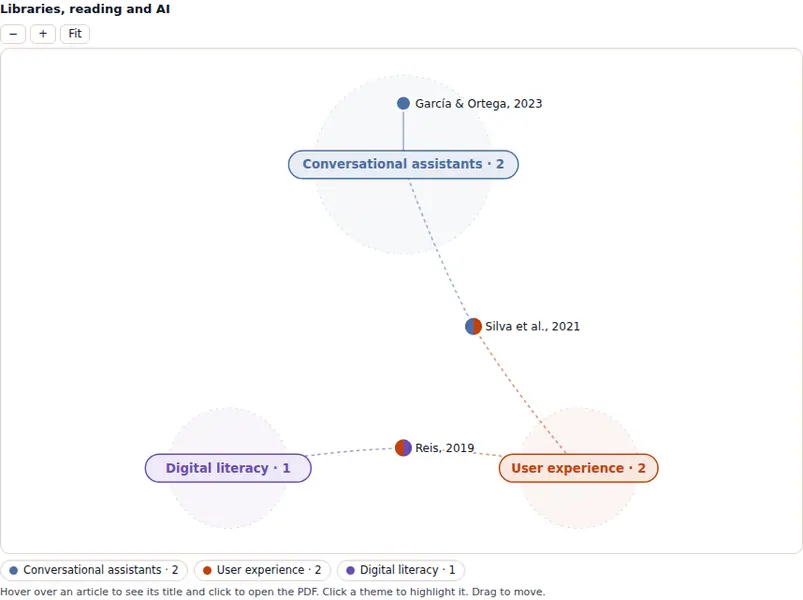 Libraries, reading and AI
− + Fit
García & Ortega, 2023
Conversational assistants · 2
Silva et al., 2021
Reis, 2019
Digital literacy · 1
User experience · 2
Conversational assistants · 2 User experience · 2 Digital literacy · 1
Hover over an article to see its title and click to open the PDF. Click a theme to highlight it. Drag to move.